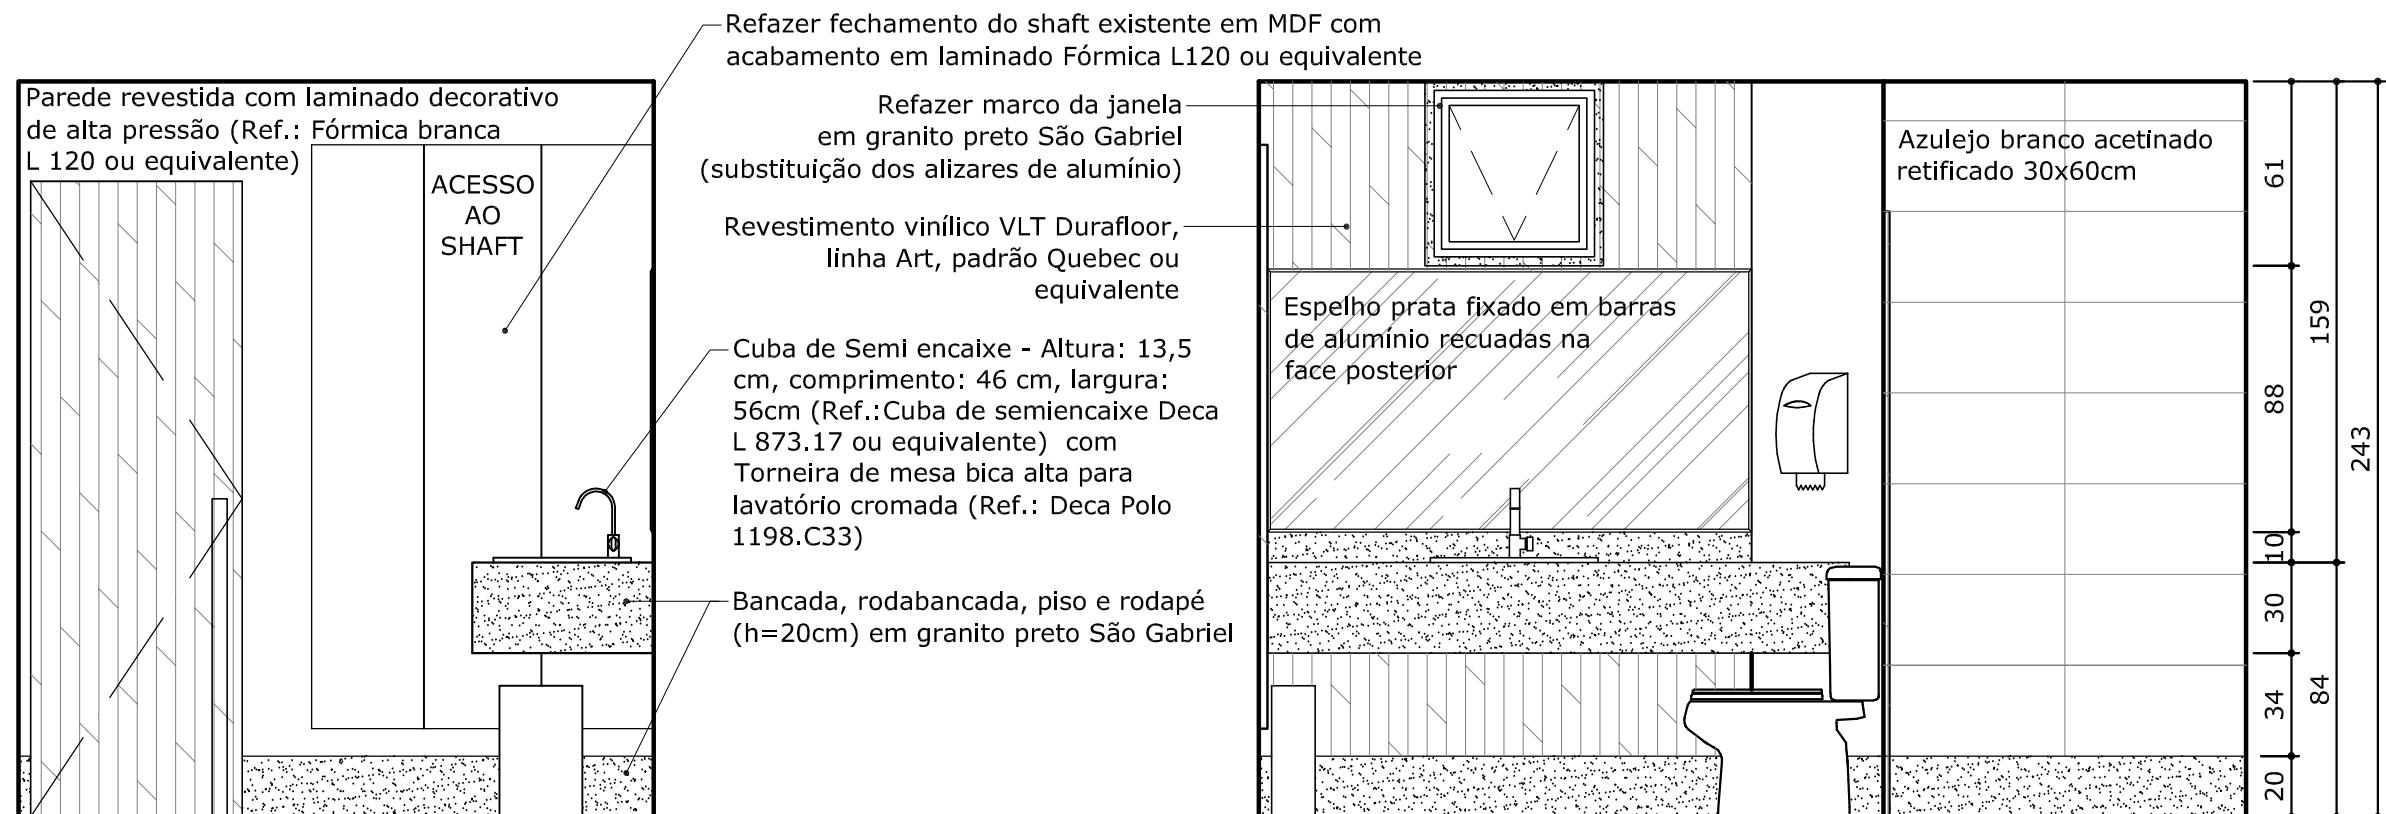 Refazer fechamento do shaft existente em MDF com
acabamento em laminado Fórmica L120 ou equivalente
Parede revestida com laminado decorativo
de alta pressão (Ref.: Fórmica branca
L 120 ou equivalente)
ACESSO
AO
SHAFT
Refazer marco da janela
em granito preto São Gabriel
(substituição dos alizares de alumínio)
Revestimento vinílico VLT Durafloor,
linha Art, padrão Quebec ou
equivalente
Cuba de Semi encaixe - Altura: 13,5
cm, comprimento: 46 cm, largura:
56cm (Ref.:Cuba de semiencaixe Deca
L 873.17 ou equivalente) com
Torneira de mesa bica alta para
lavatório cromada (Ref.: Deca Polo
1198.C33)
Bancada, rodabancada, piso e rodapé
(h=20cm) em granito preto São Gabriel
Espelho prata fixado em barras
de alumínio recuadas na
face posterior
Azulejo branco acetinado
retificado 30x60cm
61
88
10
30
34
20
159
84
243